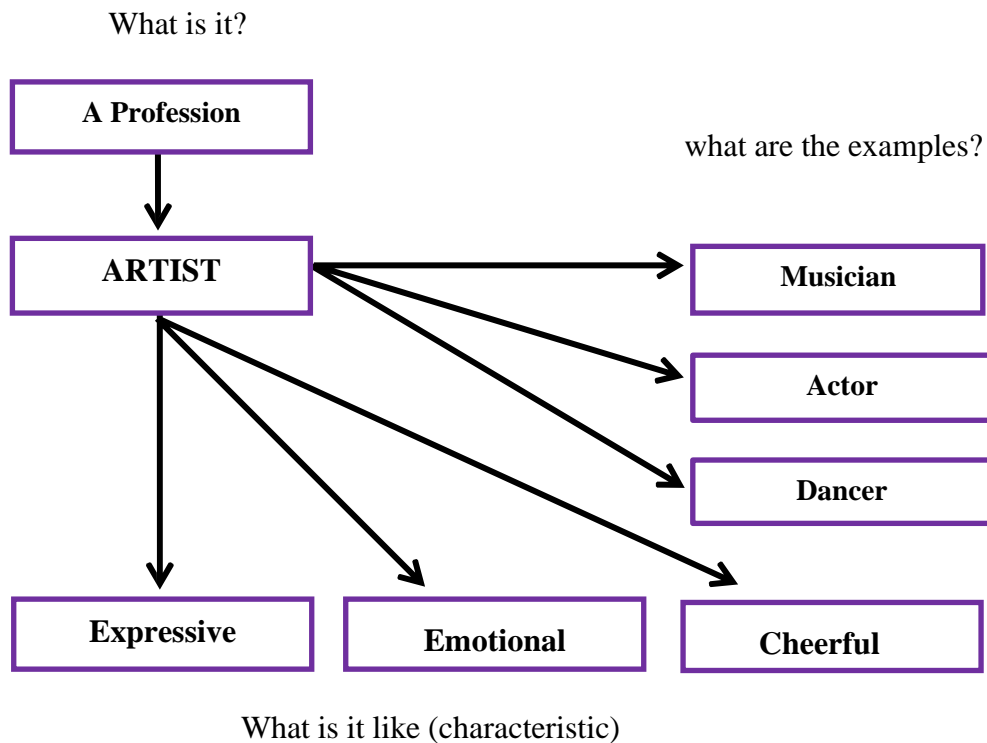 What is it?
A Profession
what are the examples?
ARTIST
Musician
Actor
Dancer
Expressive
Emotional
Cheerful
What is it like (characteristic)